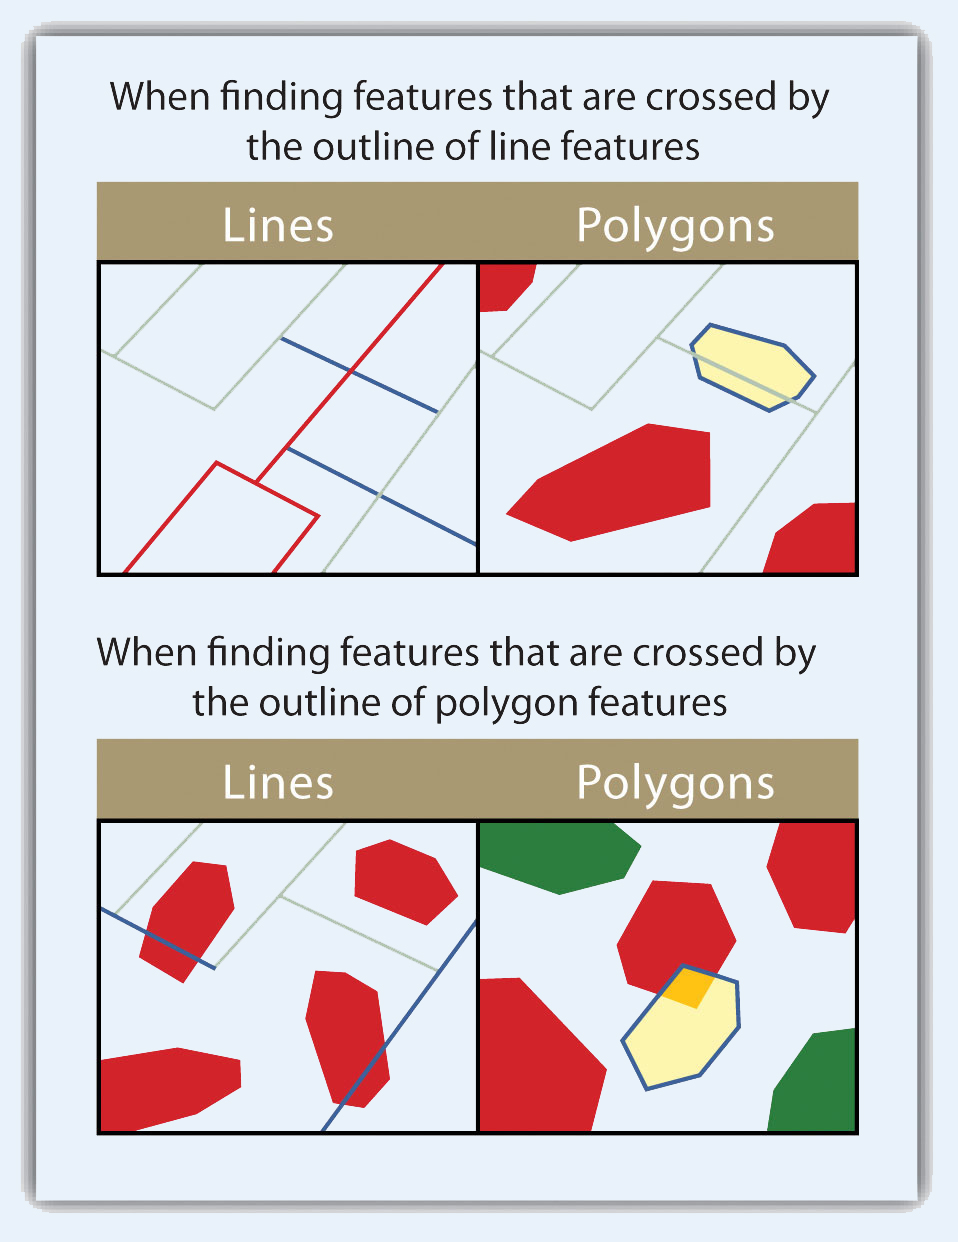 When finding features that are crossed by
the outline of line features
Lines
Polygons
When finding features that are crossed by
the outline of polygon features
Lines
Polygons